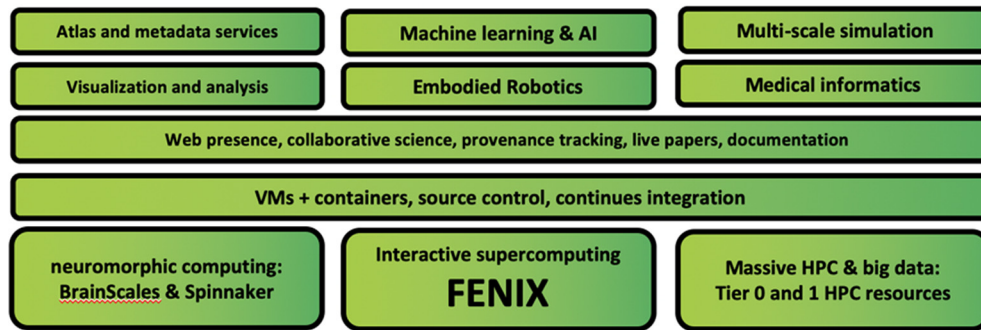 Atlas and metadata services
Machine learning & AI
Multi-scale simulation
Visualization and analysis
Embodied Robotics
Medical informatics
Web presence, collaborative science, provenance tracking, live papers, documentation
VMs + containers, source control, continues integration
neuromorphic computing:
BrainScales & Spinnaker
Interactive supercomputing
FENIX
Massive HPC & big data:
Tier 0 and 1 HPC resources